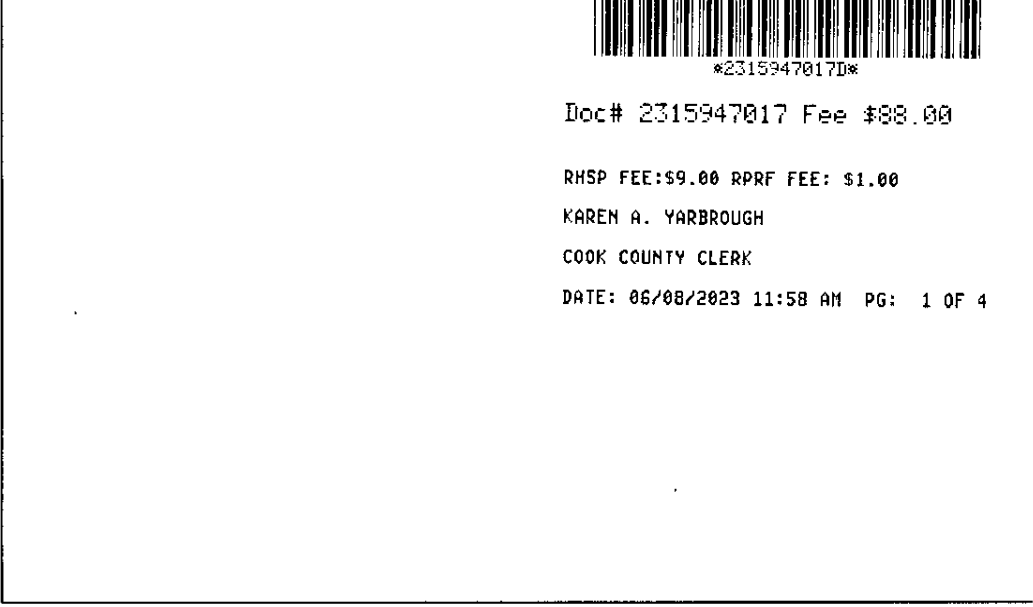 *2315947017D*
Doc# 2315947017 Fee $88.00
RHSP FEE:$9.00 RPRF FEE: $1.00
KAREN A. YARBROUGH
COOK COUNTY CLERK
DATE: 06/08/2023 11:58 AM PG: 1 OF 4